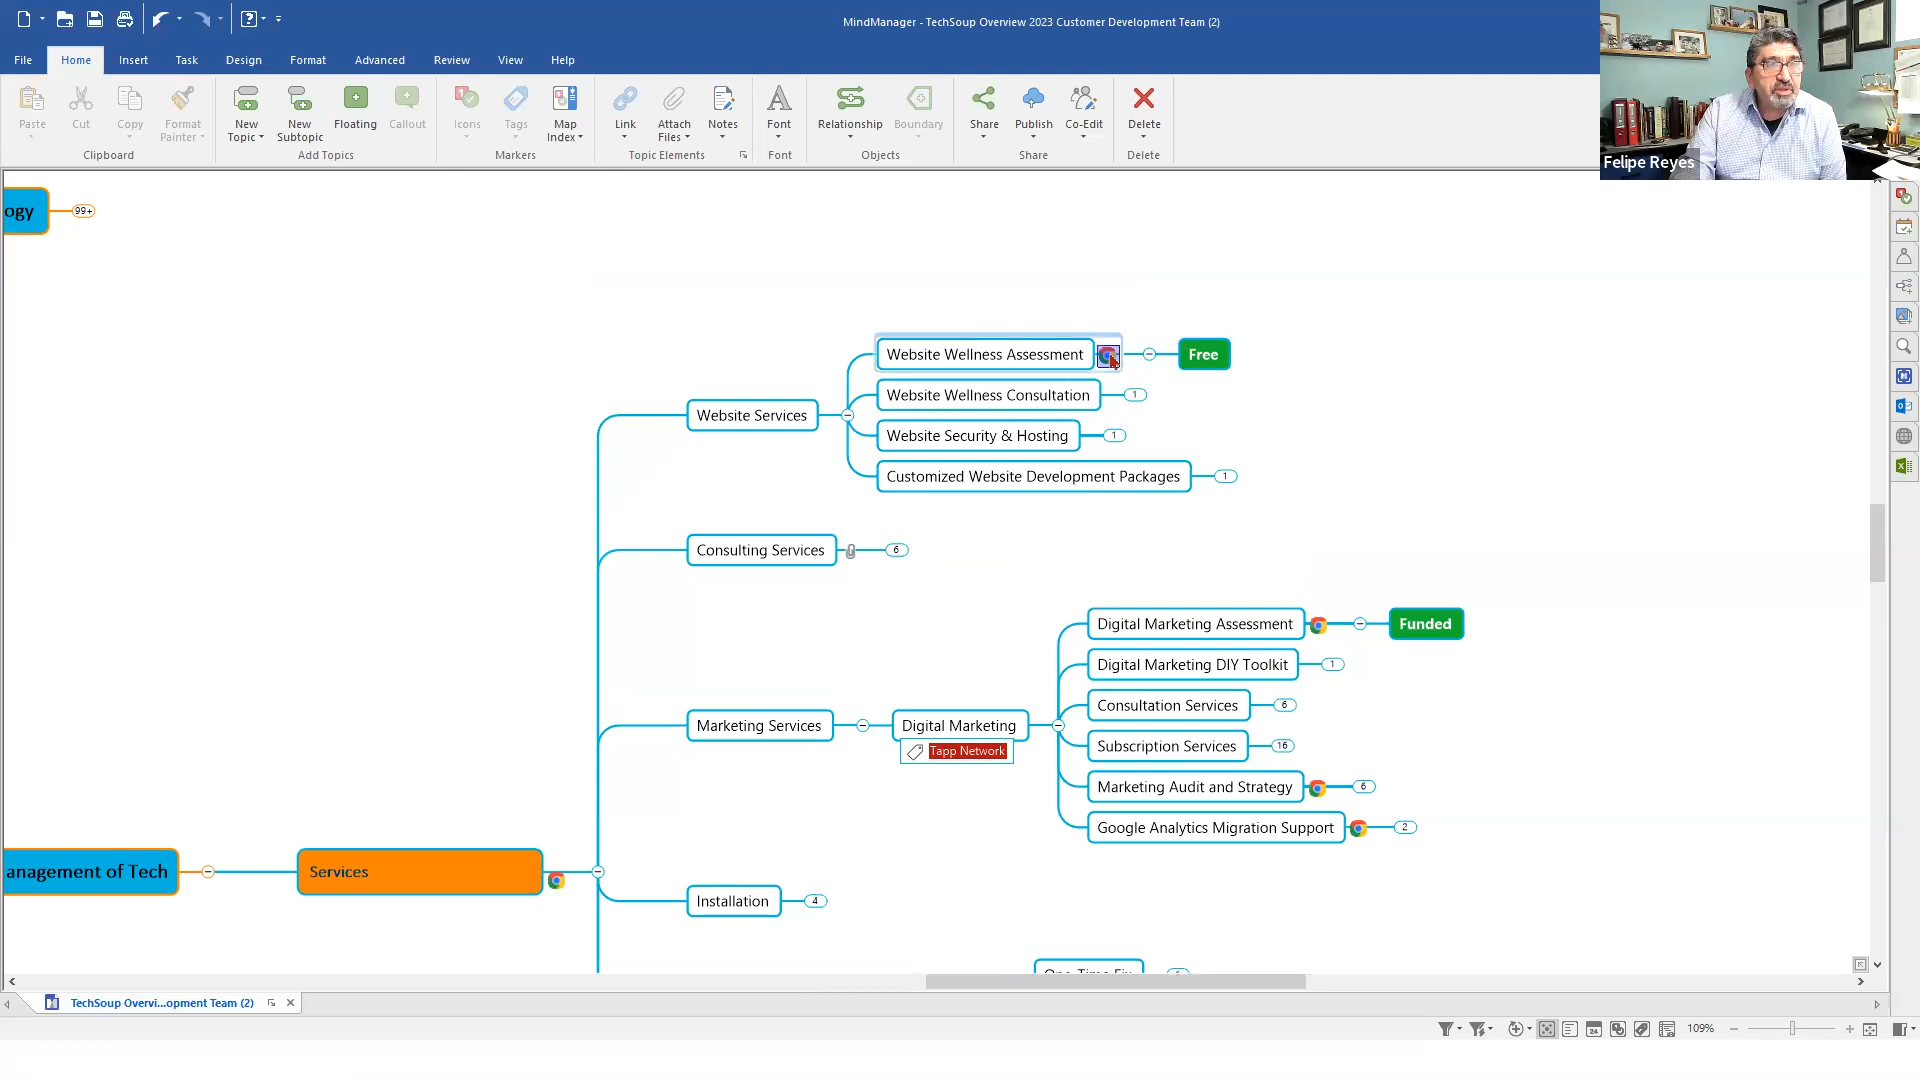 MindManager - TechSoup Overview 2023 Customer Development Team (2)
File
Home
Insert
Task
Design
Format
Advanced
Review
View
Help
Paste
Cut
Copy
Format
Painter
Clipboard
New
Topic
New
Subtopic
Floating
Callout
Add Topics
Icons
Tags
Map
Index
Markers
Link
Attach
Files
Notes
Topic Elements
Font
Font
Relationship
Boundary
Objects
Share
Publish
Co-Edit
Share
Delete
Delete
Felipe Reyes
ogy
99+
Website Wellness Assessment
Free
Website Wellness Consultation
1
Website Services
Website Security & Hosting
1
Customized Website Development Packages
1
Consulting Services
6
Digital Marketing Assessment
Funded
Digital Marketing DIY Toolkit
1
Consultation Services
6
Marketing Services
Digital Marketing
Tapp Network
Subscription Services
16
Marketing Audit and Strategy
6
Google Analytics Migration Support
2
anagement of Tech
Services
Installation
4
TechSoup Overvi...opment Team (2)
109%